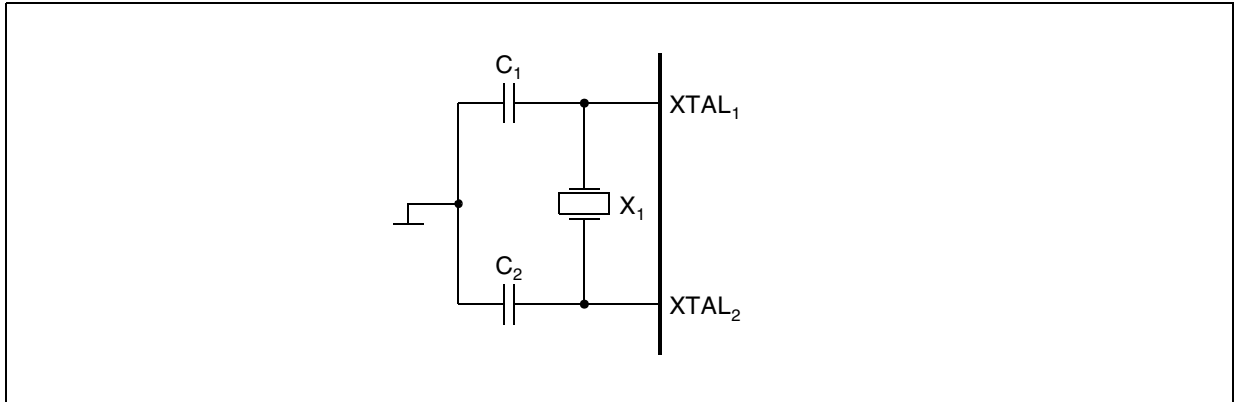 C₁
XTAL₁
X₁
C₂
XTAL₂